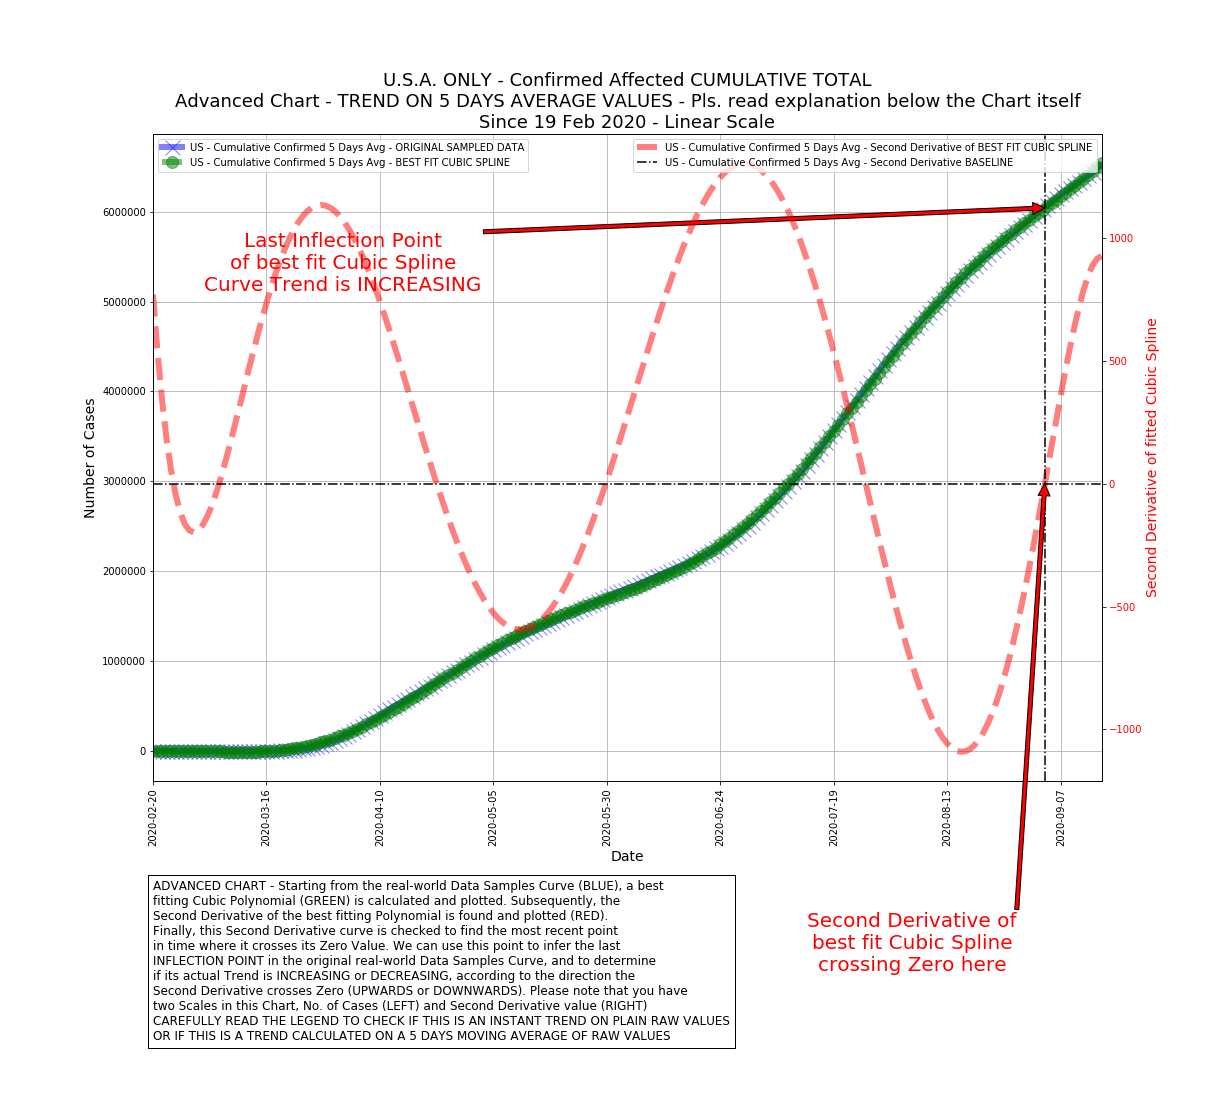 U.S.A. ONLY - Confirmed Affected CUMULATIVE TOTAL
Advanced Chart - TREND ON 5 DAYS AVERAGE VALUES - Pls. read explanation below the Chart itself
Since 19 Feb 2020 - Linear Scale
US - Cumulative Confirmed 5 Days Avg - ORIGINAL SAMPLED DATA
US - Cumulative Confirmed 5 Days Avg - BEST FIT CUBIC SPLINE
US - Cumulative Confirmed 5 Days Avg - Second Derivative of BEST FIT CUBIC SPLINE
US - Cumulative Confirmed 5 Days Avg - Second Derivative BASELINE
Last Inflection Point
of best fit Cubic Spline
Curve Trend is INCREASING
Number of Cases
6000000
5000000
4000000
3000000
2000000
1000000
0
1000
500
0
−500
−1000
Second Derivative of fitted Cubic Spline
2020-02-20
2020-03-16
2020-04-10
2020-05-05
2020-05-30
2020-06-24
2020-07-19
2020-08-13
2020-09-07
Date
ADVANCED CHART - Starting from the real-world Data Samples Curve (BLUE), a best
fitting Cubic Polynomial (GREEN) is calculated and plotted. Subsequently, the
Second Derivative of the best fitting Polynomial is found and plotted (RED).
Finally, this Second Derivative curve is checked to find the most recent point
in time where it crosses its Zero Value. We can use this point to infer the last
INFLECTION POINT in the original real-world Data Samples Curve, and to determine
if its actual Trend is INCREASING or DECREASING, according to the direction the
Second Derivative crosses Zero (UPWARDS or DOWNWARDS). Please note that you have
two Scales in this Chart, No. of Cases (LEFT) and Second Derivative value (RIGHT)
CAREFULLY READ THE LEGEND TO CHECK IF THIS IS AN INSTANT TREND ON PLAIN RAW VALUES
OR IF THIS IS A TREND CALCULATED ON A 5 DAYS MOVING AVERAGE OF RAW VALUES
Second Derivative of
best fit Cubic Spline
crossing Zero here